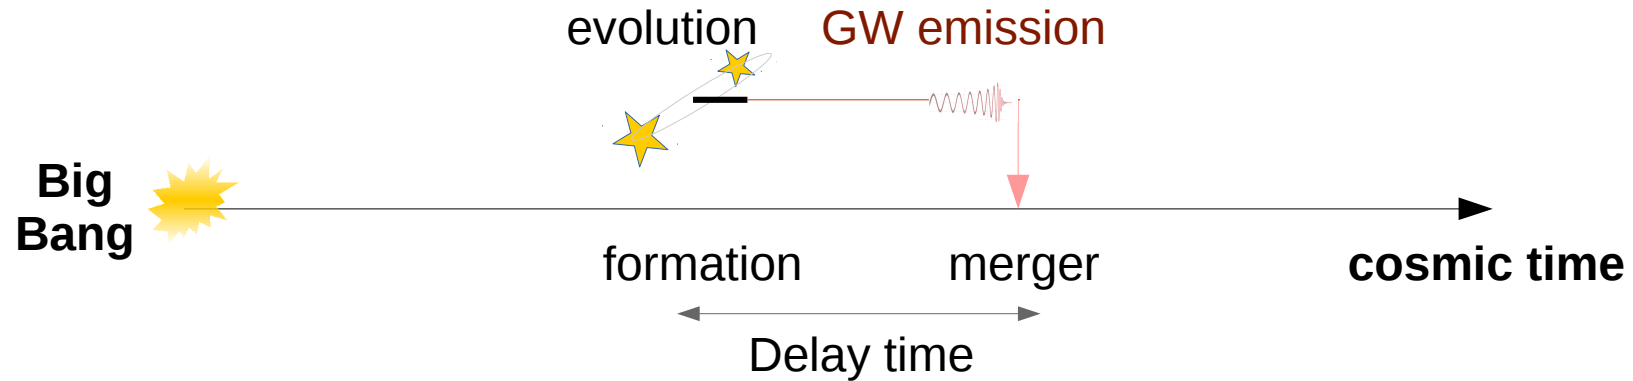 evolution
GW emission
Big
Bang
formation
merger
cosmic time
Delay time